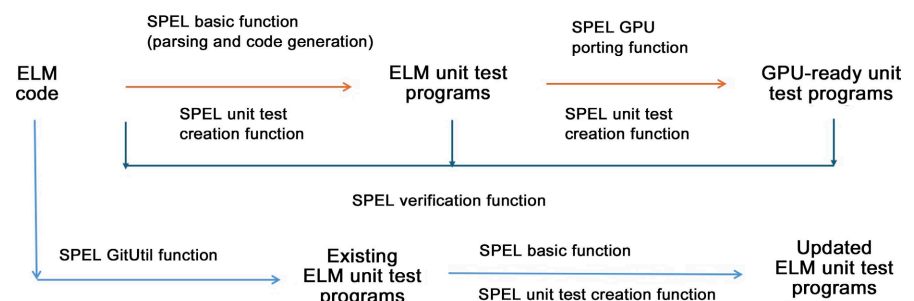 SPEL basic function
(parsing and code generation)
SPEL GPU
porting function
ELM
code
ELM unit test
programs
GPU-ready unit
test programs
SPEL unit test
creation function
SPEL unit test
creation function
SPEL verification function
SPEL GitUtil function
Existing
ELM unit test
programs
SPEL basic function
SPEL unit test creation function
Updated
ELM unit test
programs